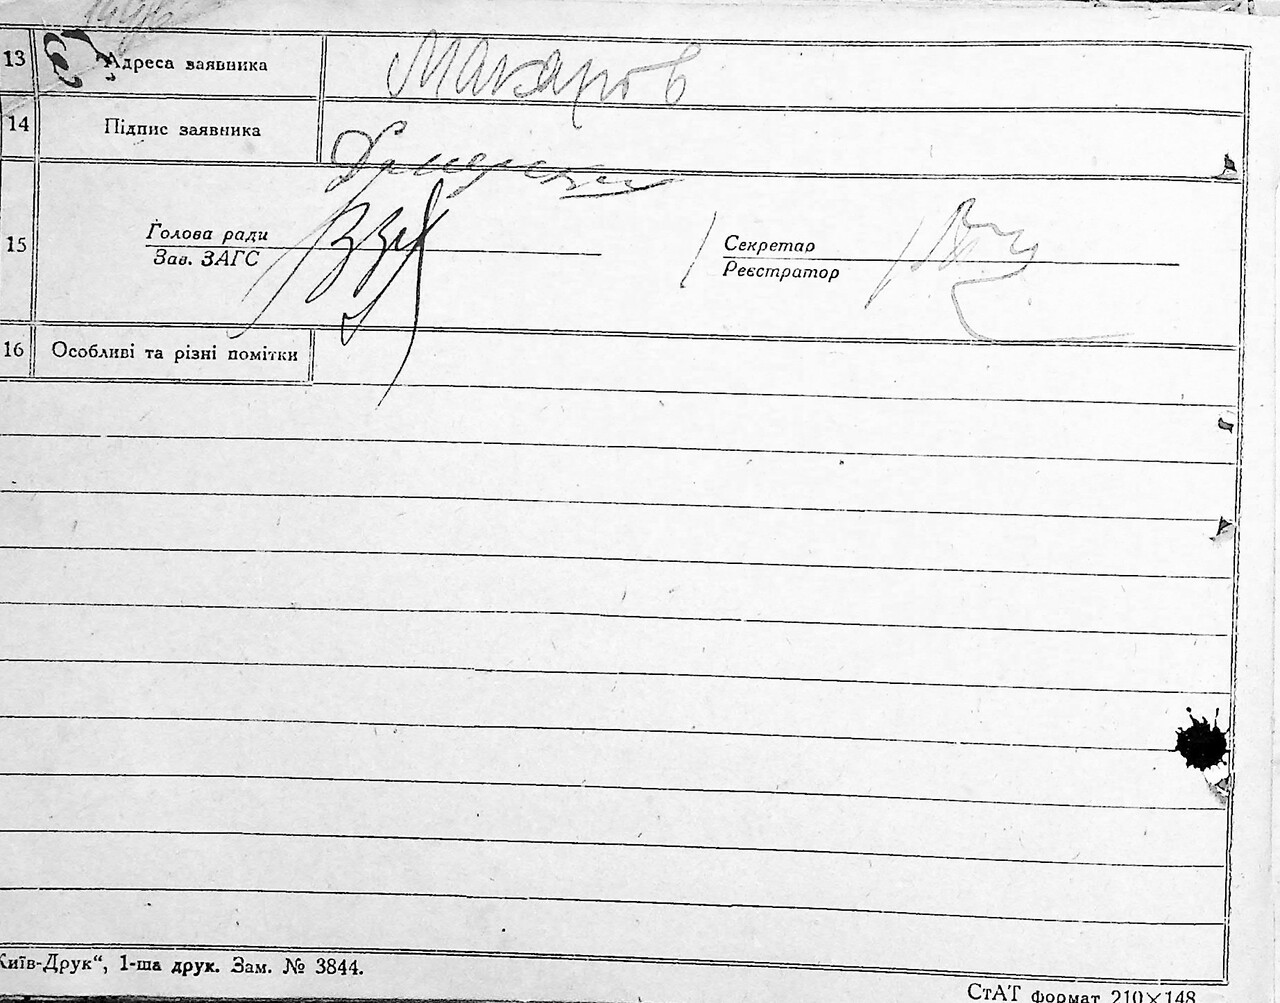 13 Адреса заявника Макаров
14 Підпис заявника
15 Голова ради Секретар
Зав. ЗАГС Реєстратор
16 Особливі та різні помітки
Київ-Друк“, 1-ша друк. Зам. № 3844.
СтАТ формат 210×148